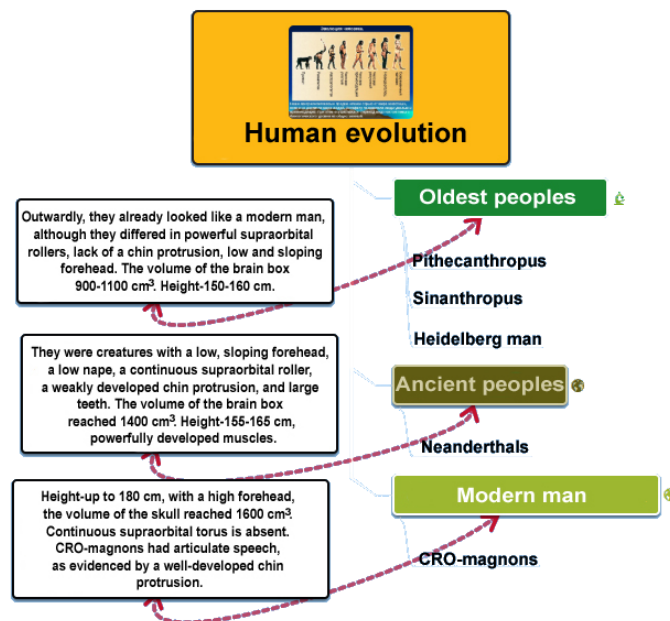 Human evolution
Oldest peoples
Outwardly, they already looked like a modern man,
although they differed in powerful supraorbital
rollers, lack of a chin protrusion, low and sloping
forehead. The volume of the brain box
900-1100 cm³. Height-150-160 cm.
Pithecanthropus
Sinanthropus
Heidelberg man
They were creatures with a low, sloping forehead,
a low nape, a continuous supraorbital roller,
a weakly developed chin protrusion, and large
teeth. The volume of the brain box
reached 1400 cm³. Height-155-165 cm,
powerfully developed muscles.
Ancient peoples
Neanderthals
Height-up to 180 cm, with a high forehead,
the volume of the skull reached 1600 cm³.
Continuous supraorbital torus is absent.
CRO-magnons had articulate speech,
as evidenced by a well-developed chin
protrusion.
Modern man
CRO-magnons